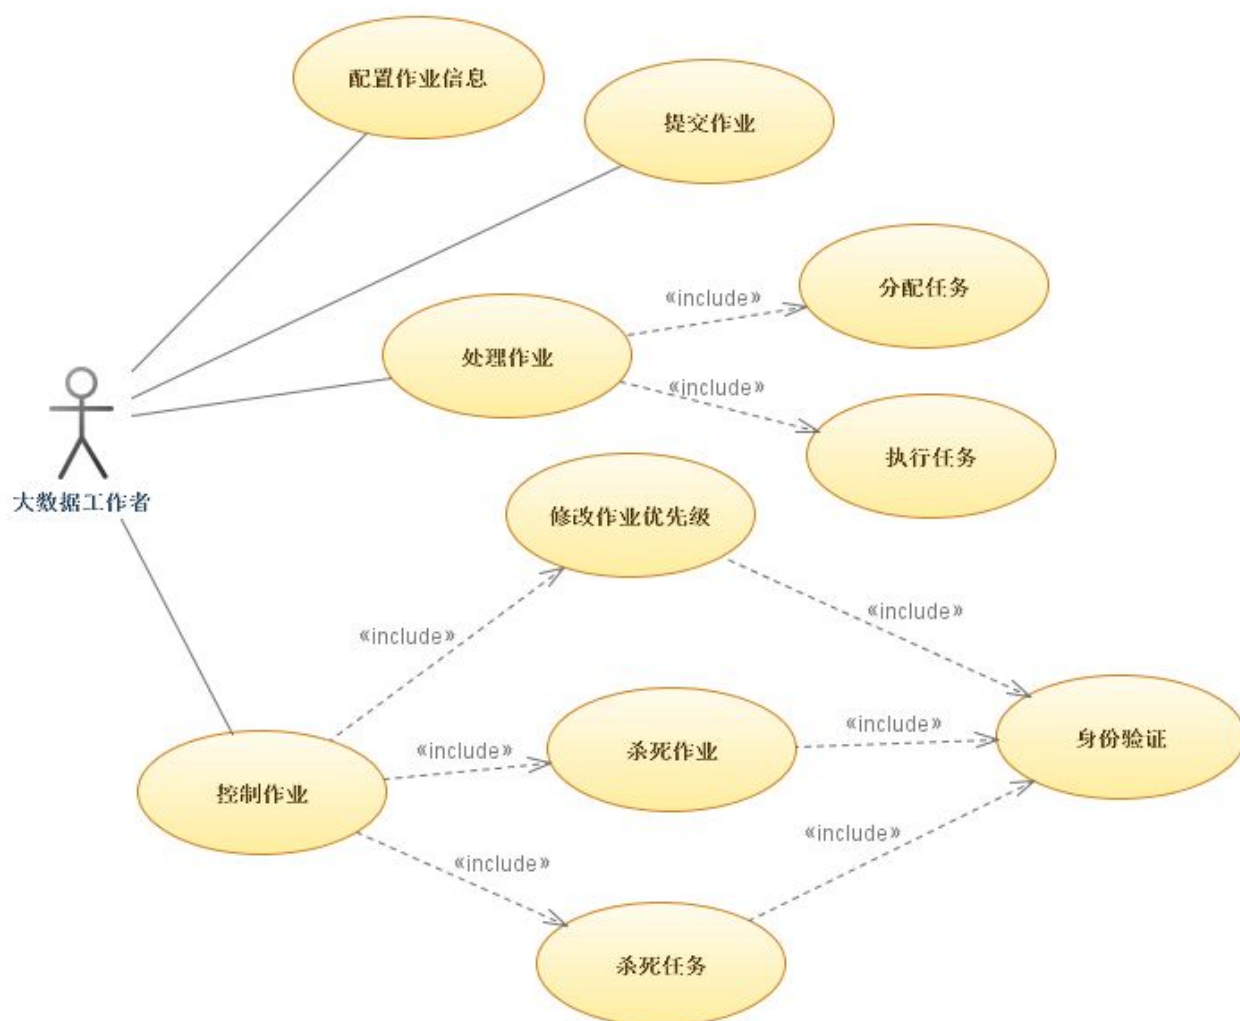 配置作业信息
提交作业
«include»
分配任务
处理作业
«include»
执行任务
大数据工作者
修改作业优先级
«include»
«include»
«include»
杀死作业
«include»
身份验证
控制作业
«include»
«include»
杀死任务